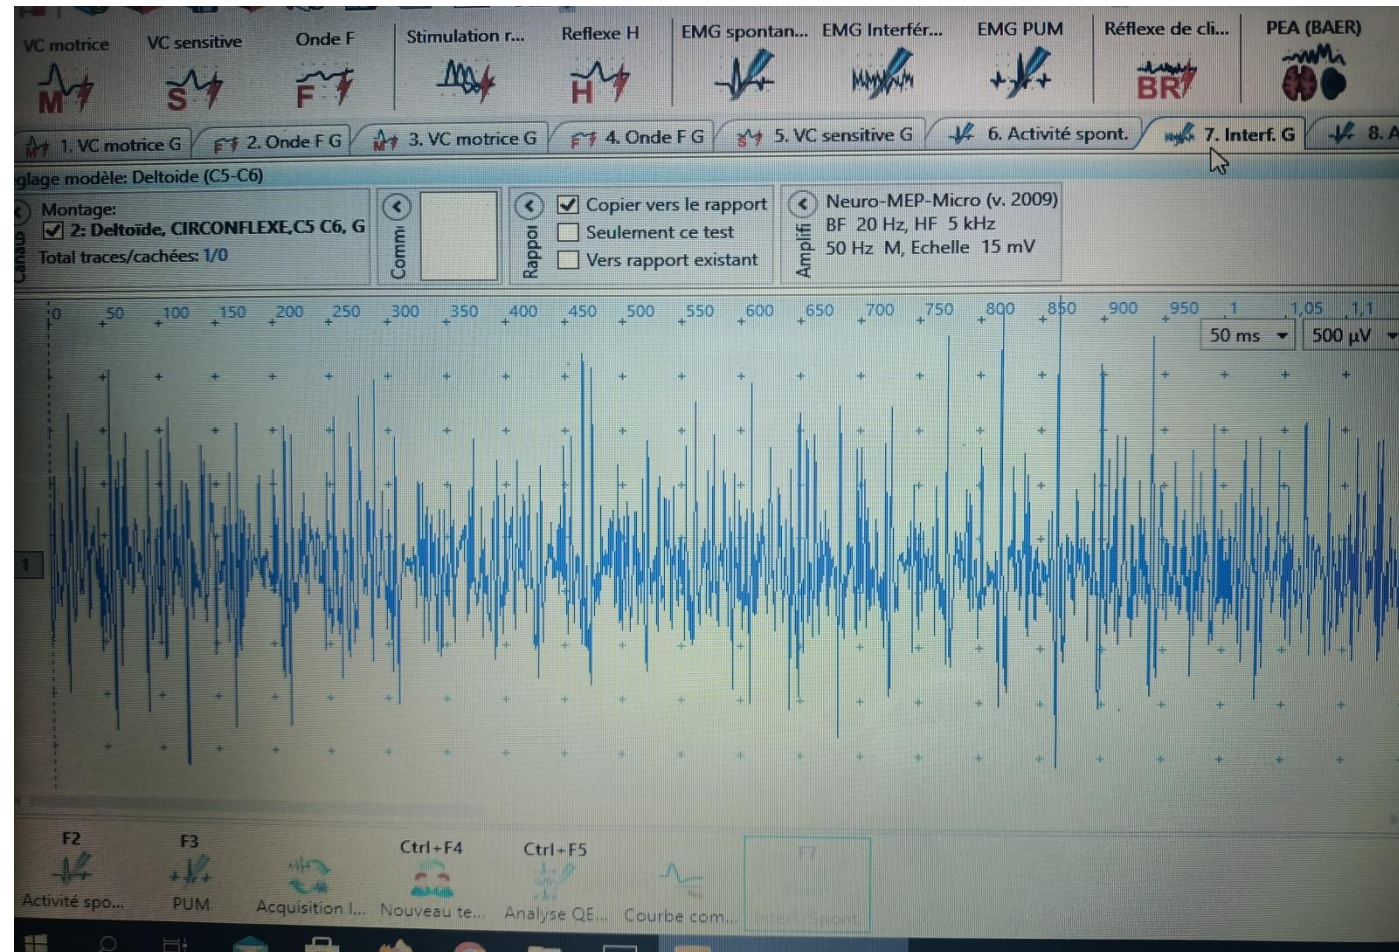 VC motrice VC sensitive Onde F Stimulation r... Reflexe H EMG spontan... EMG Interfér... EMG PUM Réflexe de cli... PEA (BAER)
M S F H BR
1. VC motrice G 2. Onde F G 3. VC motrice G 4. Onde F G 5. VC sensitive G 6. Activité spont. 7. Interf. G 8. A
glage modèle: Deltoide (C5-C6)
Montage:
2: Deltoïde, CIRCONFLEXE,C5 C6, G
Total traces/cachées: 1/0
Commi
Rappoi
Copier vers le rapport
Seulement ce test
Vers rapport existant
Amplifi
Neuro-MEP-Micro (v. 2009)
BF 20 Hz, HF 5 kHz
50 Hz M, Echelle 15 mV
0 50 100 150 200 250 300 350 400 450 500 550 600 650 700 750 800 850 900 950 1 1,05 1,1
50 ms 500 µV
1
F2 F3 Ctrl+F4 Ctrl+F5 F7
Activité spo... PUM Acquisition I... Nouveau te... Analyse QE... Courbe com...